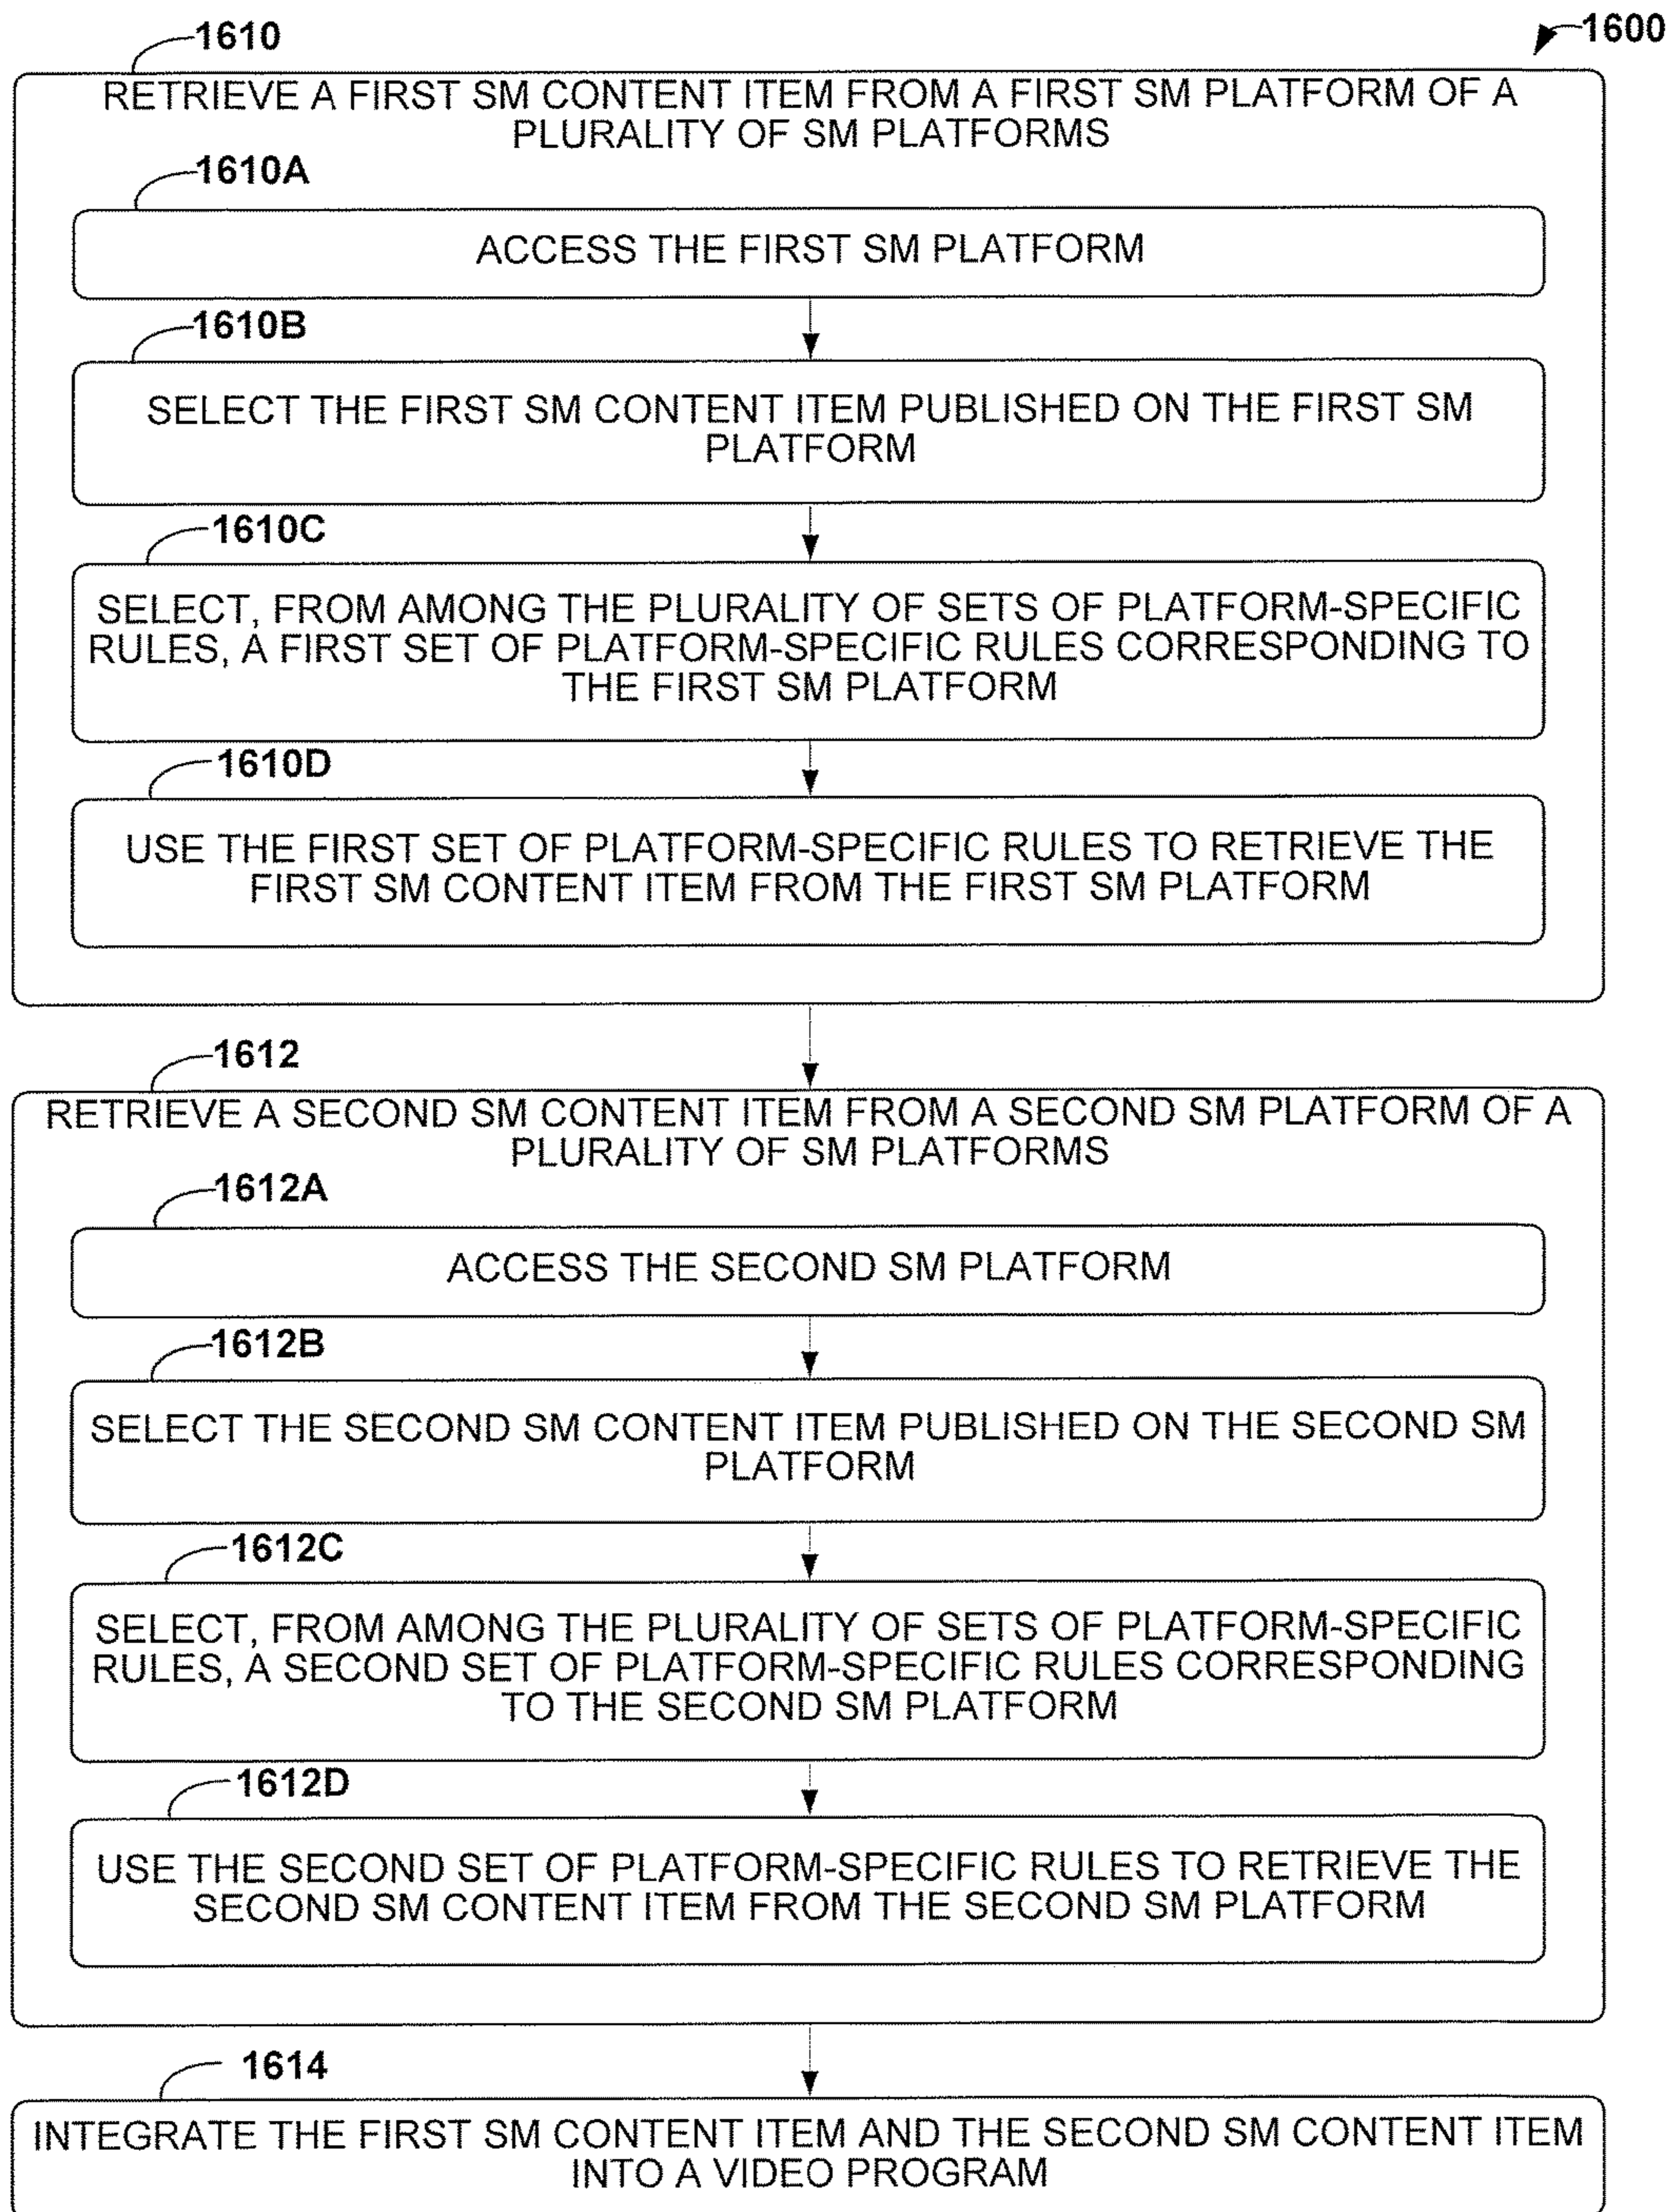 1600
1610
RETRIEVE A FIRST SM CONTENT ITEM FROM A FIRST SM PLATFORM OF A
PLURALITY OF SM PLATFORMS
1610A
ACCESS THE FIRST SM PLATFORM
1610B
SELECT THE FIRST SM CONTENT ITEM PUBLISHED ON THE FIRST SM
PLATFORM
1610C
SELECT, FROM AMONG THE PLURALITY OF SETS OF PLATFORM-SPECIFIC
RULES, A FIRST SET OF PLATFORM-SPECIFIC RULES CORRESPONDING TO
THE FIRST SM PLATFORM
1610D
USE THE FIRST SET OF PLATFORM-SPECIFIC RULES TO RETRIEVE THE
FIRST SM CONTENT ITEM FROM THE FIRST SM PLATFORM
1612
RETRIEVE A SECOND SM CONTENT ITEM FROM A SECOND SM PLATFORM OF A
PLURALITY OF SM PLATFORMS
1612A
ACCESS THE SECOND SM PLATFORM
1612B
SELECT THE SECOND SM CONTENT ITEM PUBLISHED ON THE SECOND SM
PLATFORM
1612C
SELECT, FROM AMONG THE PLURALITY OF SETS OF PLATFORM-SPECIFIC
RULES, A SECOND SET OF PLATFORM-SPECIFIC RULES CORRESPONDING
TO THE SECOND SM PLATFORM
1612D
USE THE SECOND SET OF PLATFORM-SPECIFIC RULES TO RETRIEVE THE
SECOND SM CONTENT ITEM FROM THE SECOND SM PLATFORM
1614
INTEGRATE THE FIRST SM CONTENT ITEM AND THE SECOND SM CONTENT ITEM
INTO A VIDEO PROGRAM